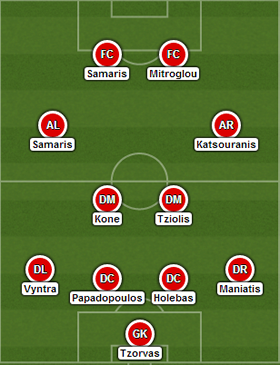 FC FC
Samaris Mitroglou
AL AR
Samaris Katsouranis
DM DM
Kone Tziolis
DL DC DC DR
Vyntra Papadopoulos Holebas Maniatis
GK
Tzorvas